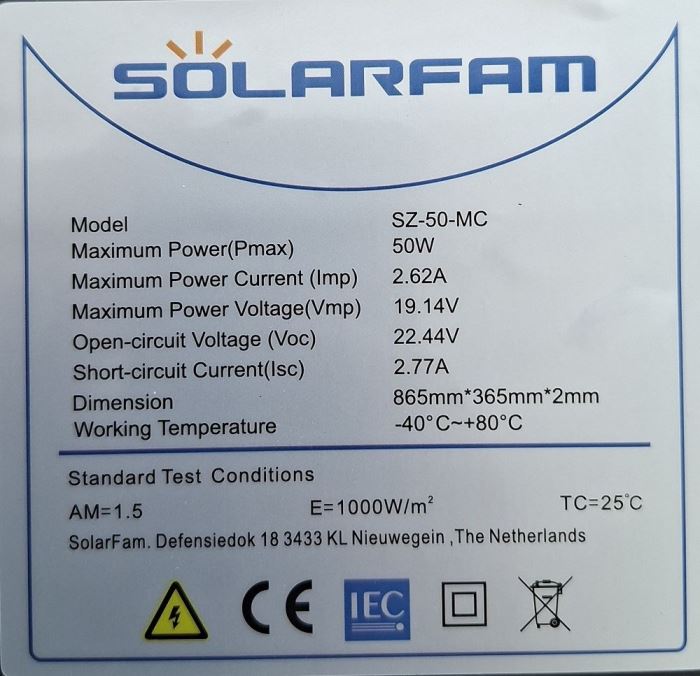 SOLARFAM
Model SZ-50-MC
Maximum Power(Pmax) 50W
Maximum Power Current (Imp) 2.62A
Maximum Power Voltage(Vmp) 19.14V
Open-circuit Voltage (Voc) 22.44V
Short-circuit Current(Isc) 2.77A
Dimension 865mm*365mm*2mm
Working Temperature -40°C~+80°C
Standard Test Conditions
AM=1.5 E=1000W/m² TC=25°C
SolarFam. Defensiedok 18 3433 KL Nieuwegein ,The Netherlands
CE IEC